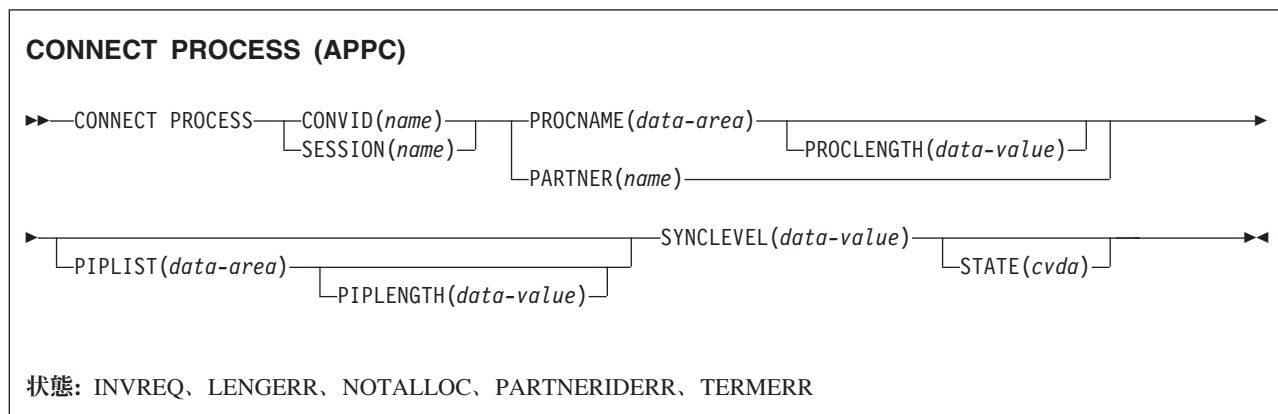 CONNECT PROCESS (APPC)
CONNECT PROCESS CONVID(name) PROCNAME(data-area)
SESSION(name) PROCLENGTH(data-value)
PARTNER(name)
SYNCLEVEL(data-value)
PIPLIST(data-area) STATE(cvda)
PIPLENGTH(data-value)
状態: INVREQ、LENGERR、NOTALLOC、PARTNERIDERR、TERMERR